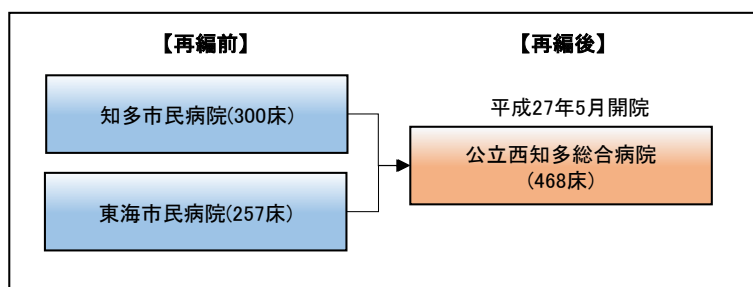 【再編前】
【再編後】
知多市民病院(300床)
東海市民病院(257床)
平成27年5月開院
公立西知多総合病院
(468床)